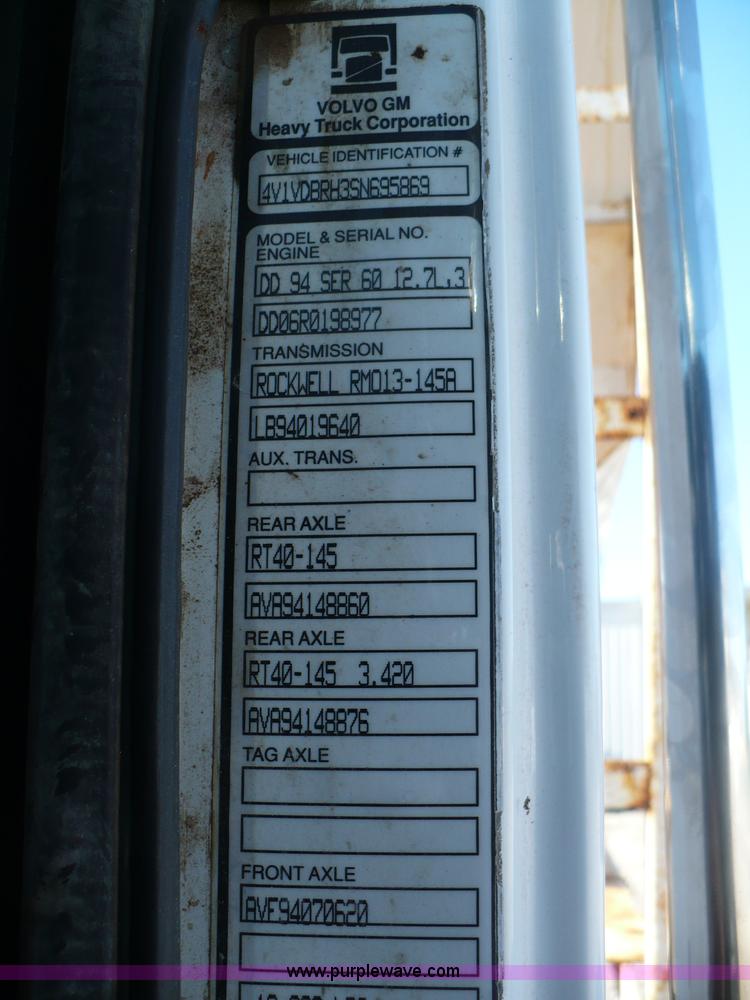 VOLVO GM
Heavy Truck Corporation
VEHICLE IDENTIFICATION #
4V1VDBRH3SN695869
MODEL & SERIAL NO.
ENGINE
DD 94 SER 60 12.7L,3
DD06R0198977
TRANSMISSION
ROCKWELL RMO13-145A
LB94019640
AUX. TRANS.
REAR AXLE
RT40-145
AVA94148860
REAR AXLE
RT40-145 3.420
AVA94148876
TAG AXLE
FRONT AXLE
AVF94070620
www.purplewave.com